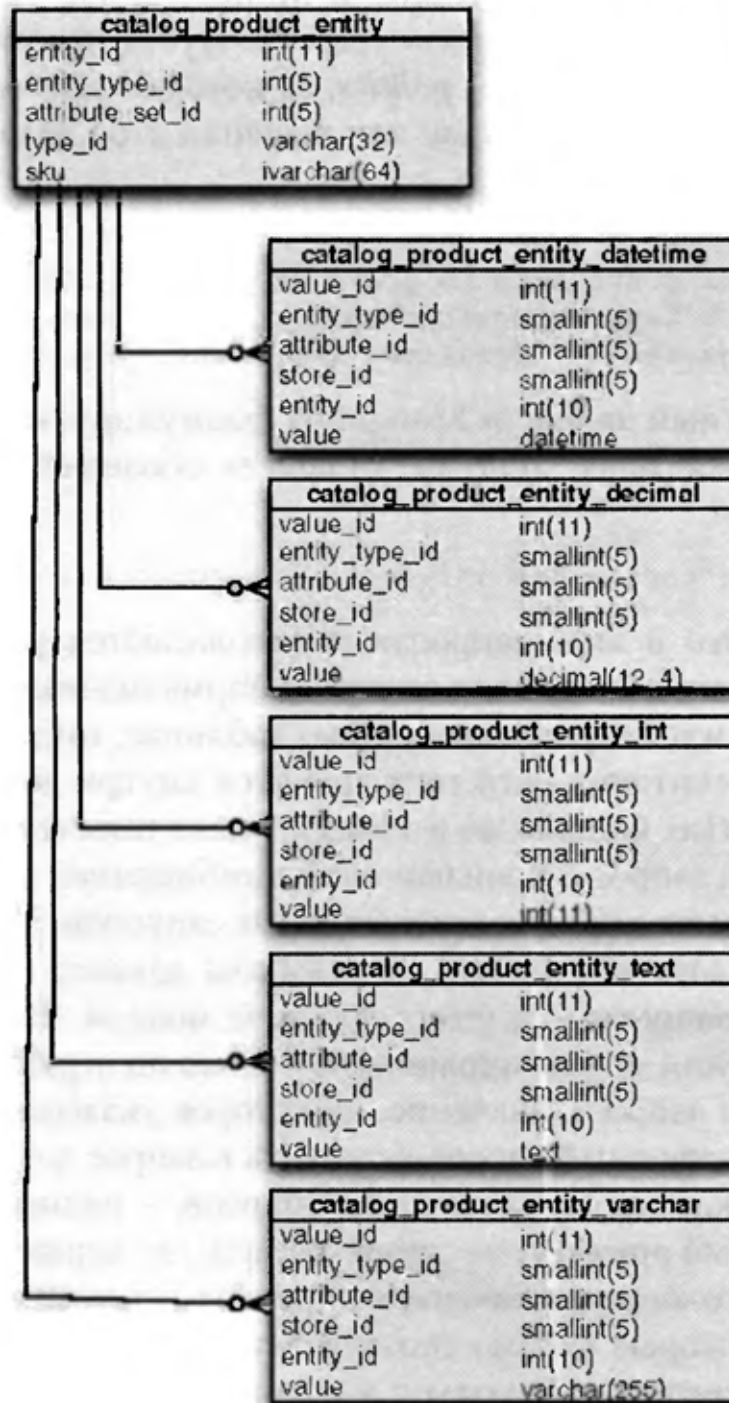 catalog_product_entity
entity_id int(11)
entity_type_id int(5)
attribute_set_id int(5)
type_id varchar(32)
sku ivarchar(64)
catalog_product_entity_datetime
value_id int(11)
entity_type_id smallint(5)
attribute_id smallint(5)
store_id smallint(5)
entity_id int(10)
value datetime
catalog_product_entity_decimal
value_id int(11)
entity_type_id smallint(5)
attribute_id smallint(5)
store_id smallint(5)
entity_id int(10)
value decimal(12,4)
catalog_product_entity_int
value_id int(11)
entity_type_id smallint(5)
attribute_id smallint(5)
store_id smallint(5)
entity_id int(10)
value int(11)
catalog_product_entity_text
value_id int(11)
entity_type_id smallint(5)
attribute_id smallint(5)
store_id smallint(5)
entity_id int(10)
value text
catalog_product_entity_varchar
value_id int(11)
entity_type_id smallint(5)
attribute_id smallint(5)
store_id smallint(5)
entity_id int(10)
value varchar(255)